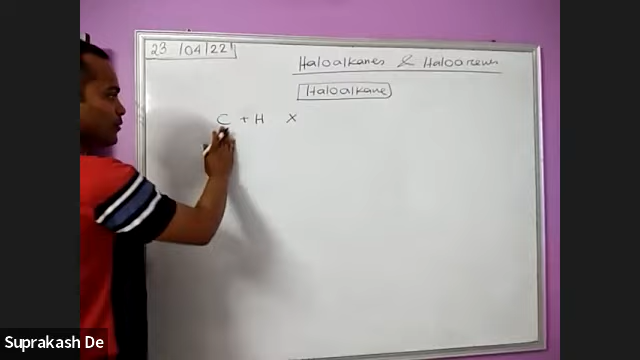 23 /04/22
Haloalkanes & Haloarenes
Haloalkane
C + H X
Suprakash De